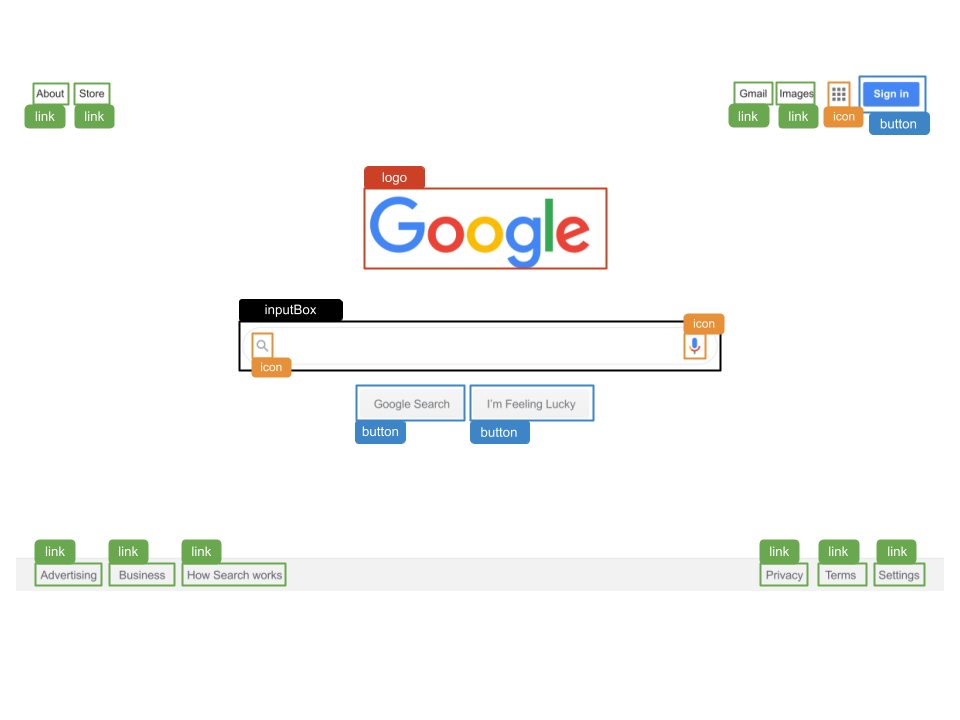 About Store Gmail Images Sign in
link link link link icon button
logo
Google
inputBox
icon
icon
Google Search I'm Feeling Lucky
button button
link link link link link link
Advertising Business How Search works Privacy Terms Settings